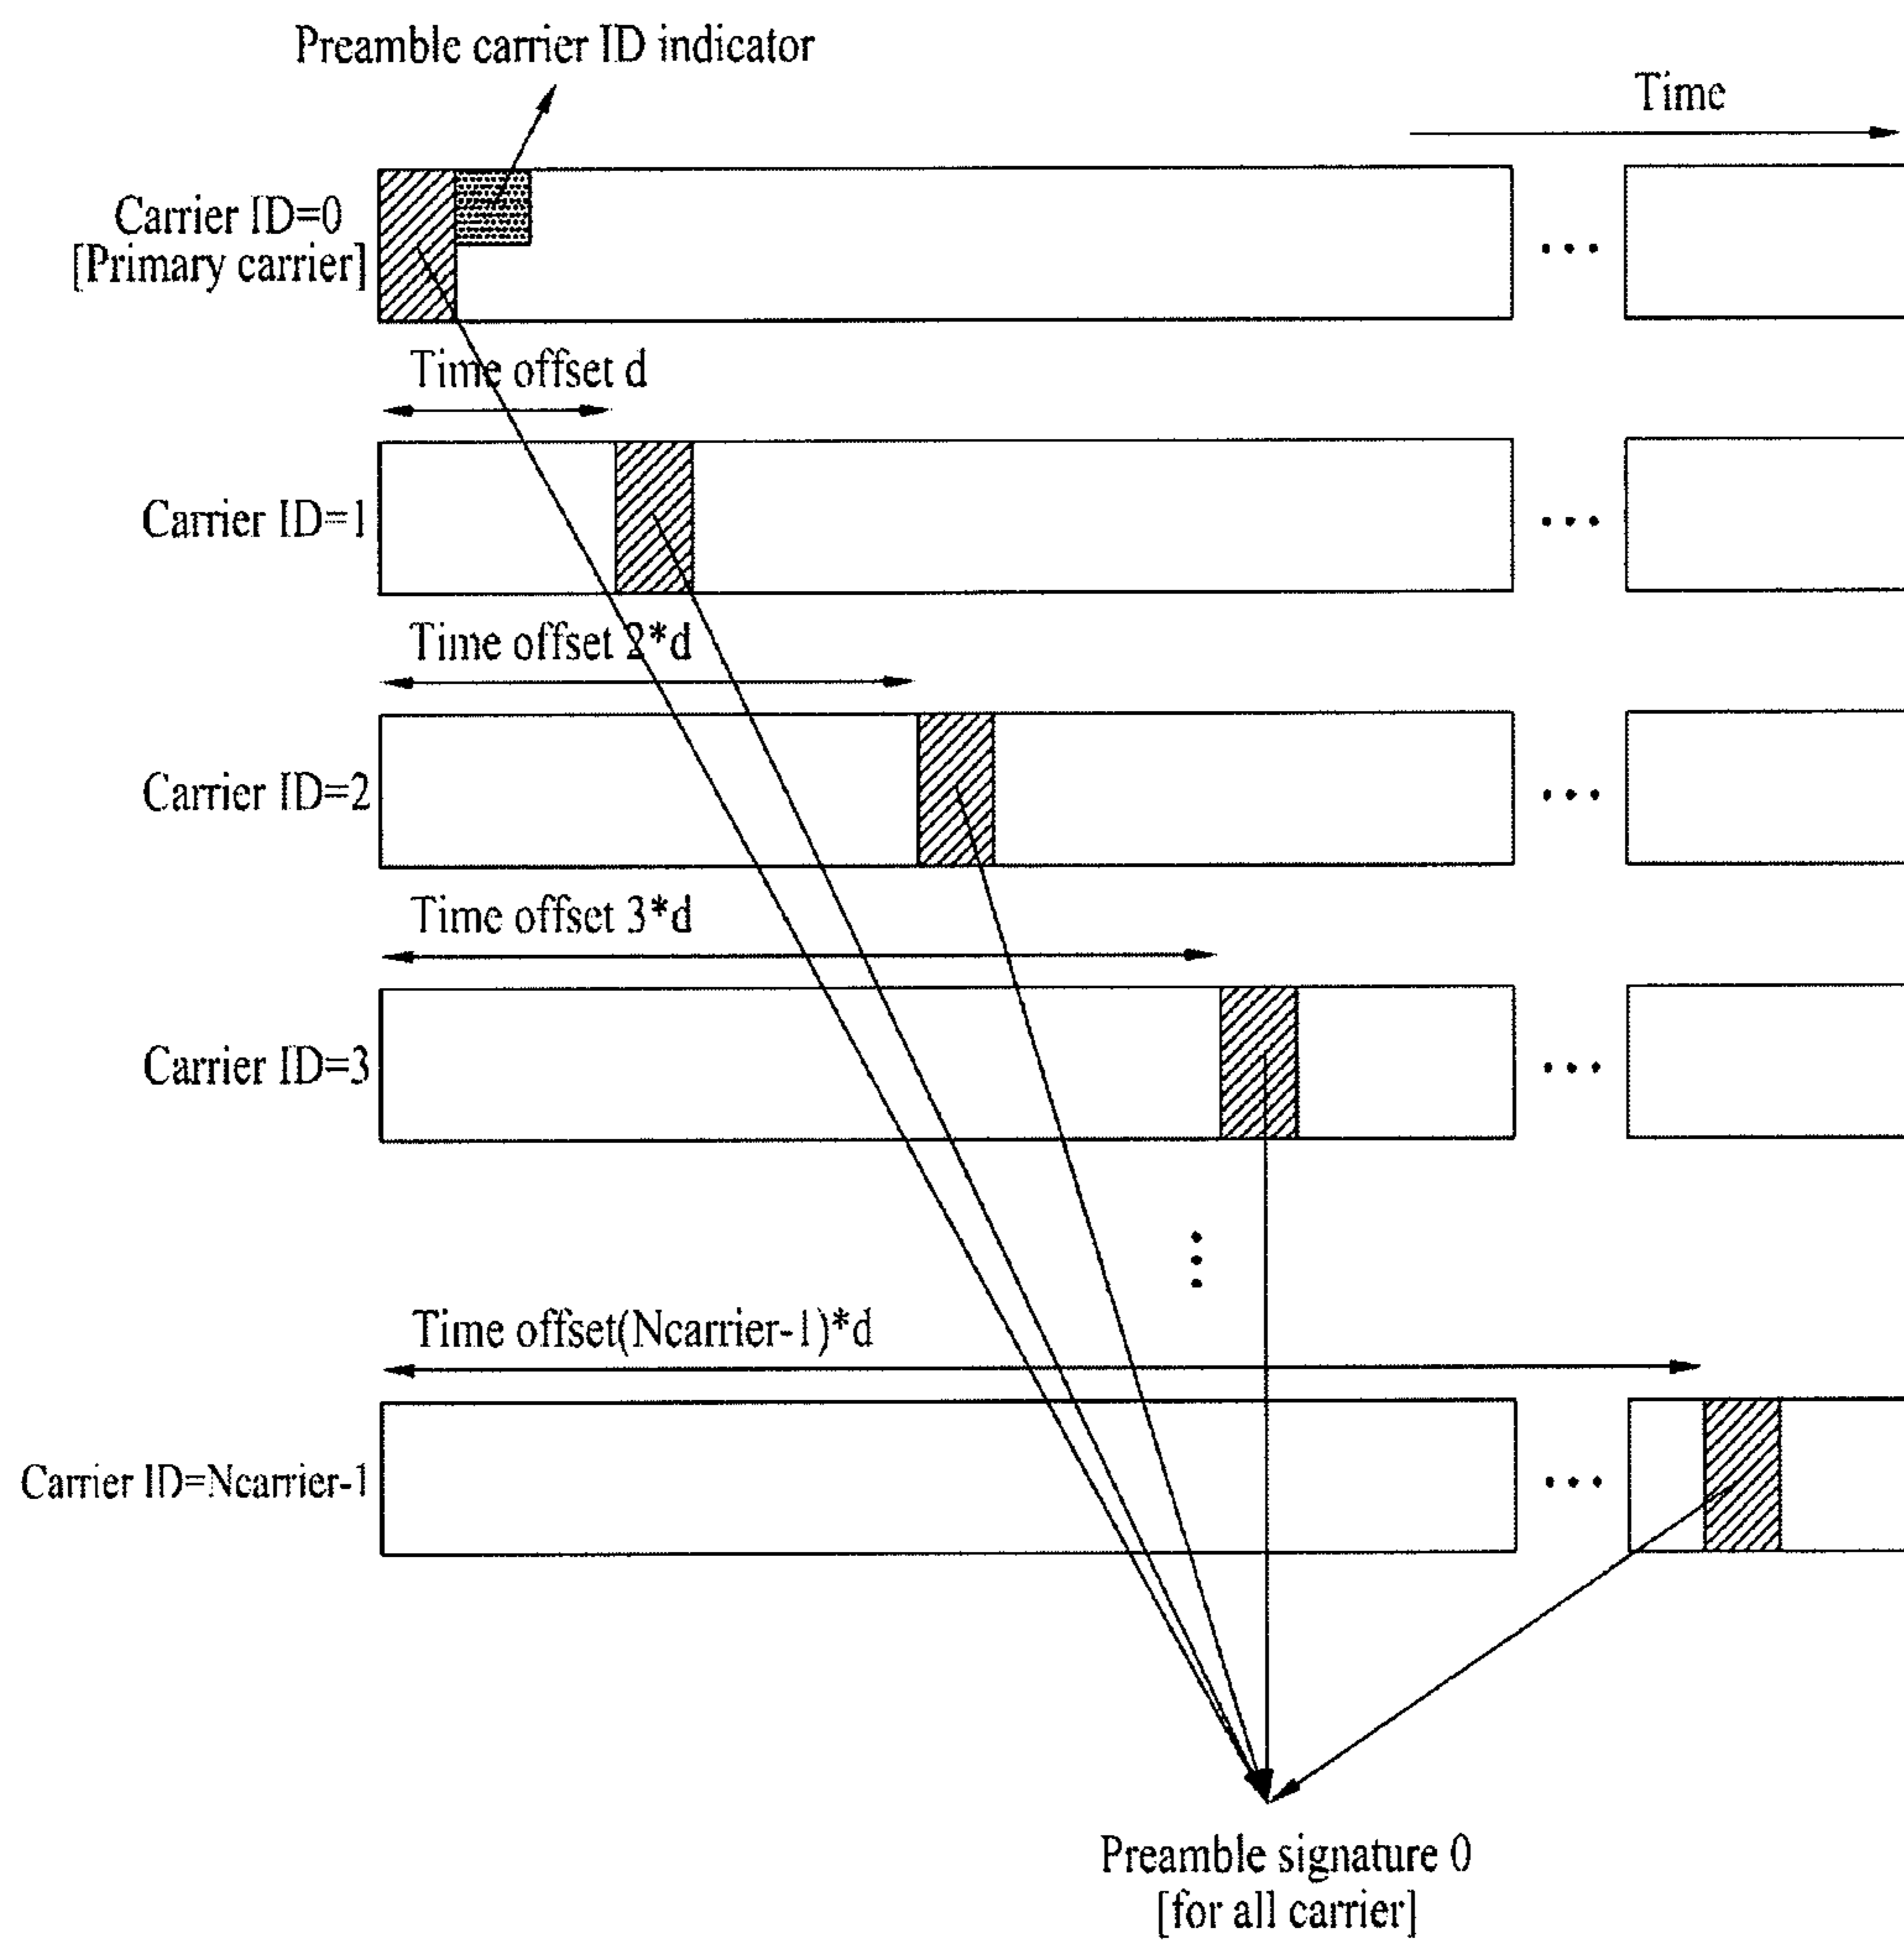 Preamble carrier ID indicator
Time
Carrier ID=0
[Primary carrier]
Time offset d
Carrier ID=1
Time offset 2*d
Carrier ID=2
Time offset 3*d
Carrier ID=3
Time offset(Ncarrier-1)*d
Carrier ID=Ncarrier-1
Preamble signature 0
[for all carrier]